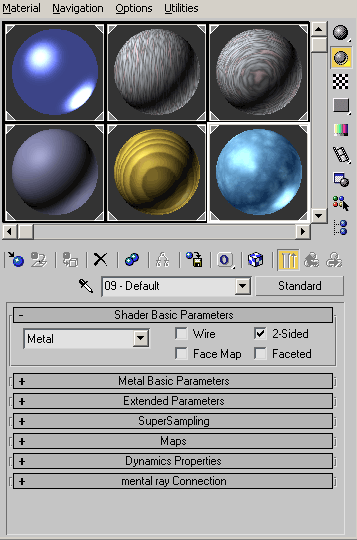 Material Navigation Options Utilities
09 - Default Standard
- Shader Basic Parameters
Metal Wire 2-Sided
Face Map Faceted
+ Metal Basic Parameters
+ Extended Parameters
+ SuperSampling
+ Maps
+ Dynamics Properties
+ mental ray Connection